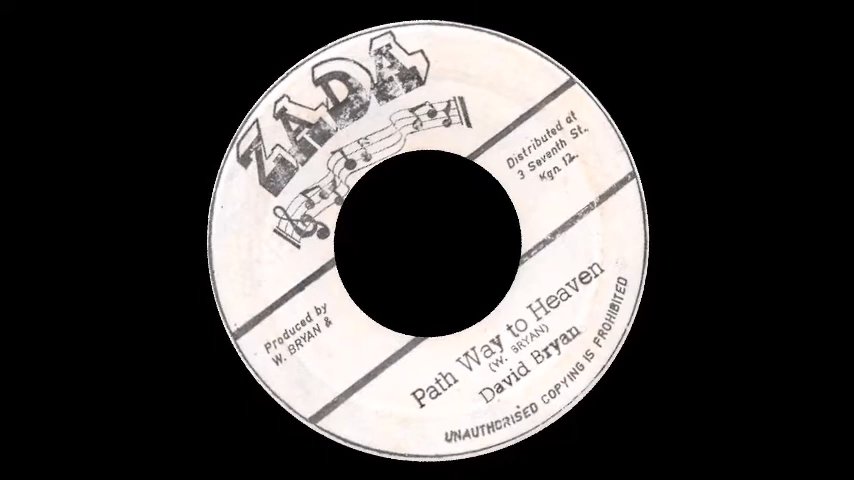 ZADA
Distributed at
3 Seventh St.,
Kgn. 12.
Produced by
W. BRYAN &
Path Way to Heaven
(W. BRYAN)
David Bryan
UNAUTHORISED COPYING IS PROHIBITED